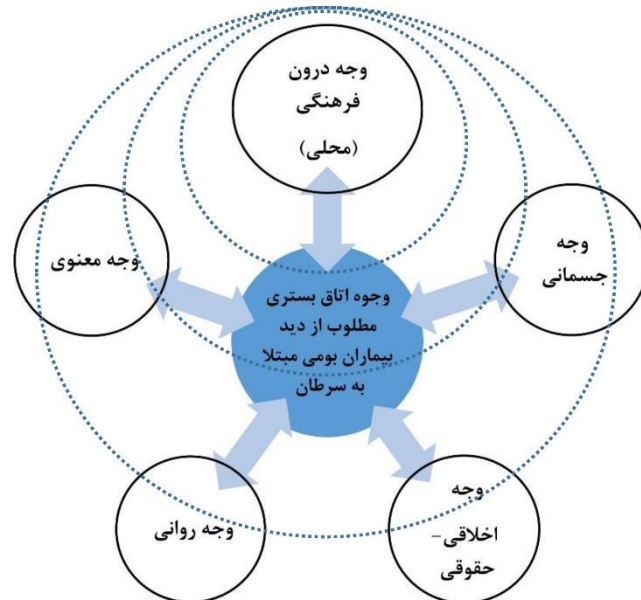 وجه درون
فرهنگی
(محلی)
وجه
جسمانی
وجه معنوی
وجوه اتاق بستری
مطلوب از دید
بیماران بومی مبتلا
به سرطان
وجه
اخلاقی-
حقوقی
وجه روانی